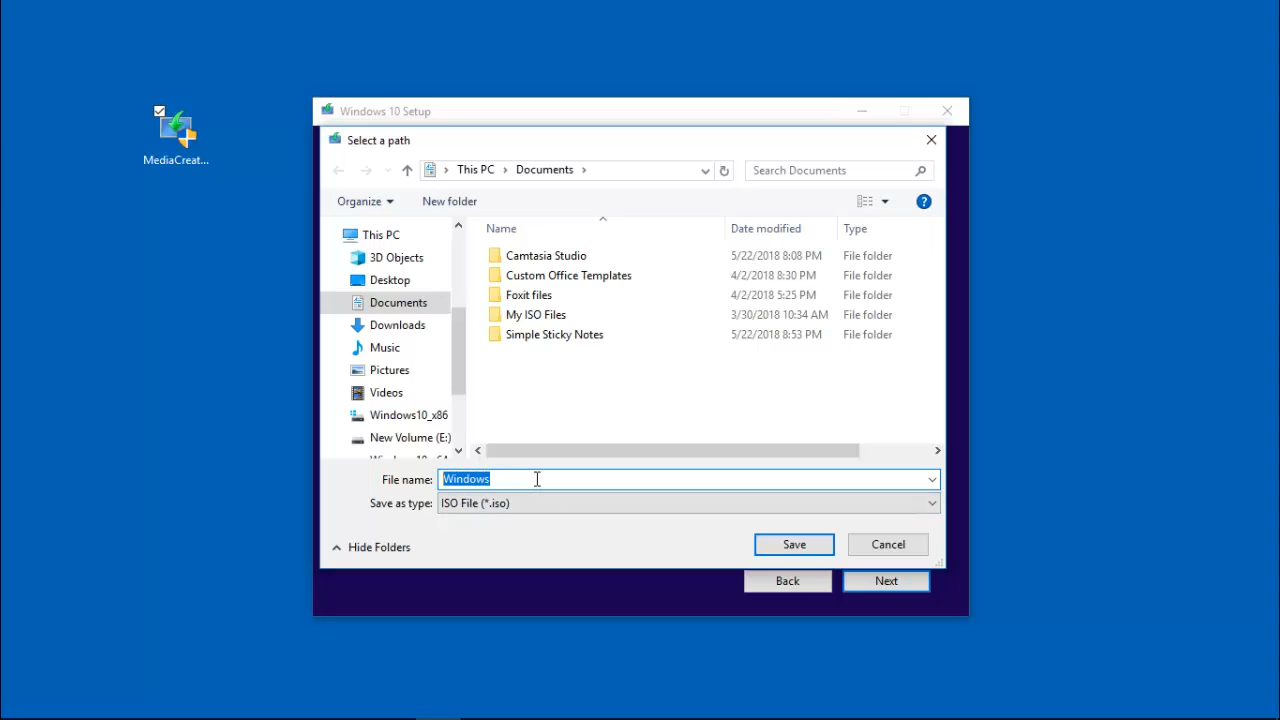 MediaCreat...
Windows 10 Setup
Select a path
This PC
Documents
Search Documents
Organize
New folder
Name
Date modified
Type
This PC
3D Objects
Desktop
Documents
Downloads
Music
Pictures
Videos
Windows10_x86
New Volume (E:)
Camtasia Studio 5/22/2018 8:08 PM File folder
Custom Office Templates 4/2/2018 8:30 PM File folder
Foxit files 4/2/2018 5:25 PM File folder
My ISO Files 3/30/2018 10:34 AM File folder
Simple Sticky Notes 5/22/2018 8:53 PM File folder
File name: Windows
Save as type: ISO File (*.iso)
Hide Folders
Save
Cancel
Back
Next